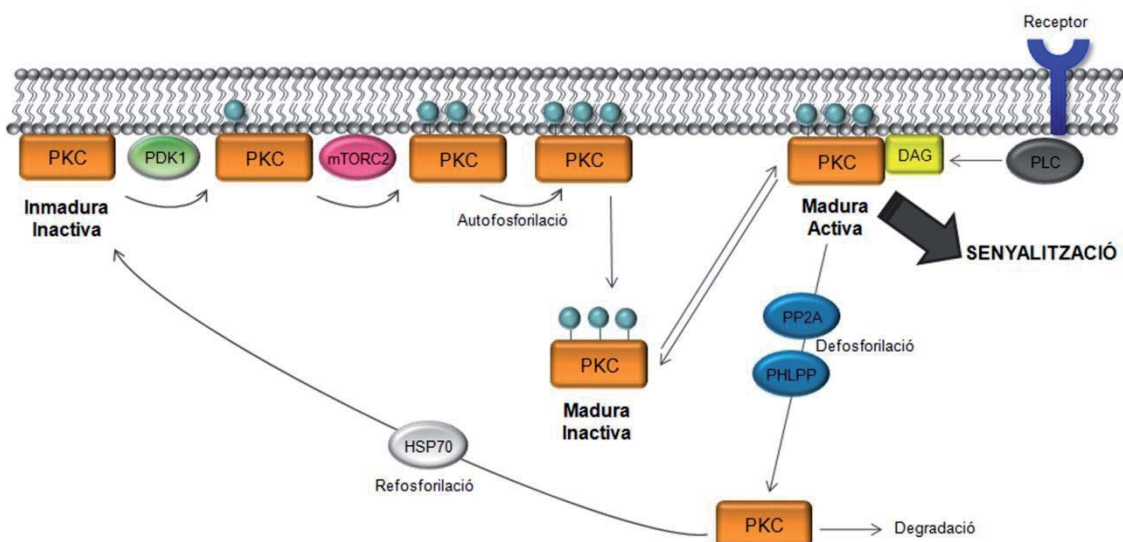 Receptor
PKC
PDK1
PKC
mTORC2
PKC
PKC
PKC
DAG
PLC
Inmadura
Inactiva
Autofosforilació
Madura
Activa
SENYALITZACIÓ
PKC
Madura
Inactiva
PP2A
Defosforilació
PHLPP
HSP70
Refosforilació
PKC
Degradació